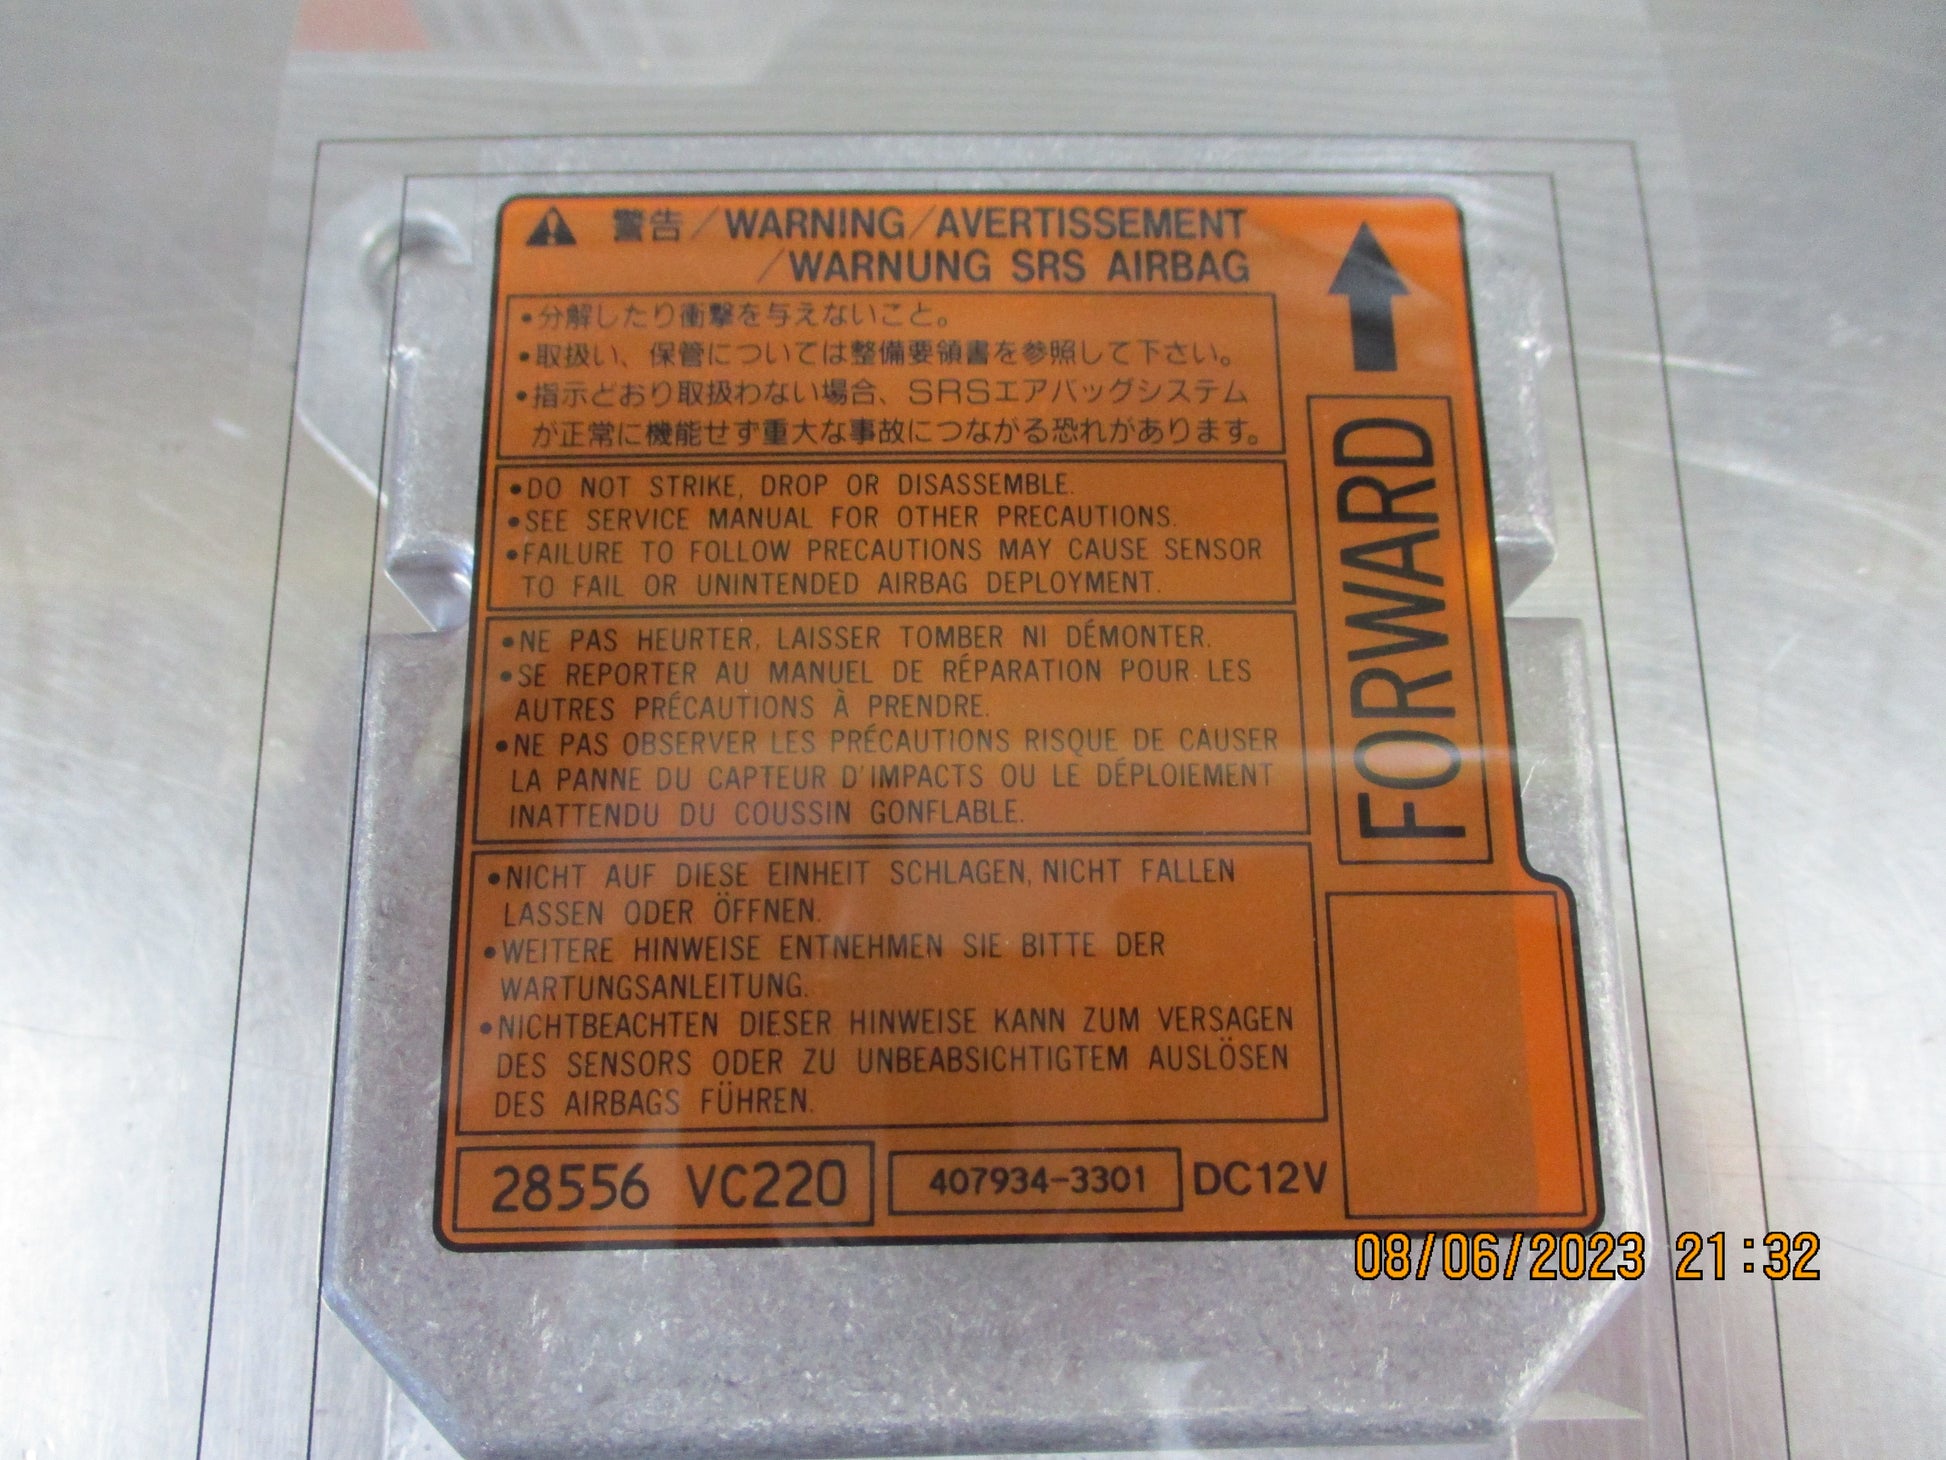 警告/WARNING/AVERTISSEMENT
/WARNUNG SRS AIRBAG
•分解したり衝撃を与えないこと。
•取扱い、保管については整備要領書を参照して下さい。
•指示どおり取扱わない場合、SRSエアバッグシステム
が正常に機能せず重大な事故につながる恐れがあります。
•DO NOT STRIKE, DROP OR DISASSEMBLE.
•SEE SERVICE MANUAL FOR OTHER PRECAUTIONS.
•FAILURE TO FOLLOW PRECAUTIONS MAY CAUSE SENSOR
TO FAIL OR UNINTENDED AIRBAG DEPLOYMENT.
•NE PAS HEURTER, LAISSER TOMBER NI DÉMONTER.
•SE REPORTER AU MANUEL DE RÉPARATION POUR LES
AUTRES PRÉCAUTIONS À PRENDRE.
•NE PAS OBSERVER LES PRÉCAUTIONS RISQUE DE CAUSER
LA PANNE DU CAPTEUR D'IMPACTS OU LE DÉPLOIEMENT
INATTENDU DU COUSSIN GONFLABLE.
•NICHT AUF DIESE EINHEIT SCHLAGEN, NICHT FALLEN
LASSEN ODER ÖFFNEN.
•WEITERE HINWEISE ENTNEHMEN SIE BITTE DER
WARTUNGSANLEITUNG.
•NICHTBEACHTEN DIESER HINWEISE KANN ZUM VERSAGEN
DES SENSORS ODER ZU UNBEABSICHTIGTEM AUSLÖSEN
DES AIRBAGS FÜHREN.
28556 VC220
407934-3301
DC12V
FORWARD
08/06/2023 21:32